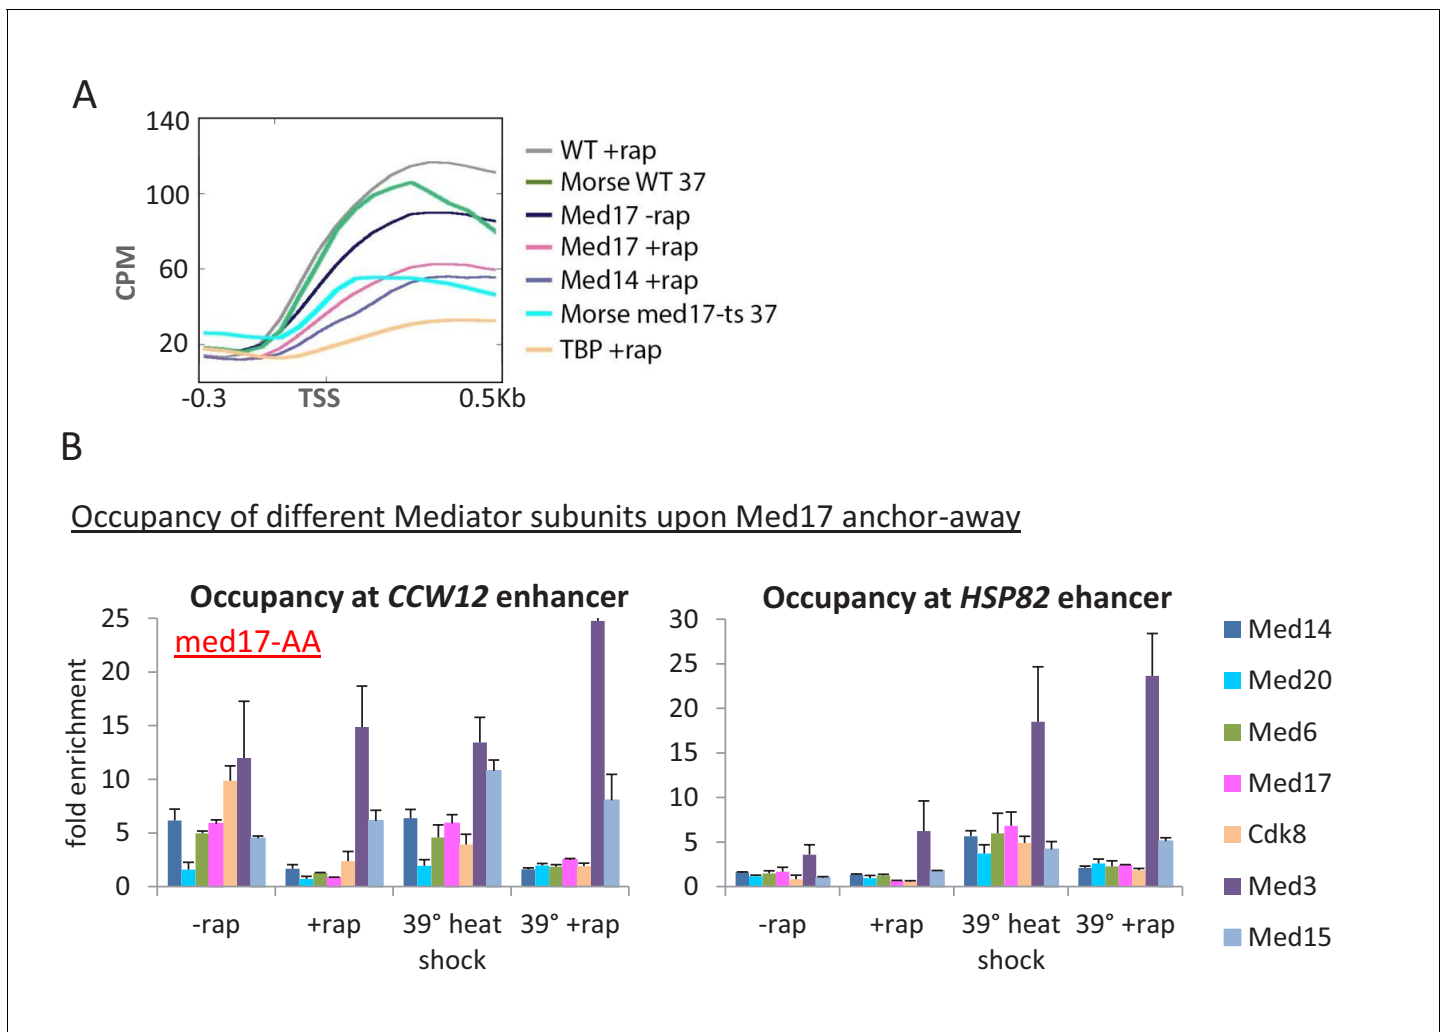 A
140
100
60
20
CPM
-0.3
TSS
0.5Kb
WT +rap
Morse WT 37
Med17 -rap
Med17 +rap
Med14 +rap
Morse med17-ts 37
TBP +rap
B
Occupancy of different Mediator subunits upon Med17 anchor-away
Occupancy at CCW12 enhancer
med17-AA
fold enrichment
25
20
15
10
5
0
-rap
+rap
39° heat
shock
39° +rap
Occupancy at HSP82 ehancer
30
25
20
15
10
5
0
-rap
+rap
39° heat
shock
39° +rap
Med14
Med20
Med6
Med17
Cdk8
Med3
Med15